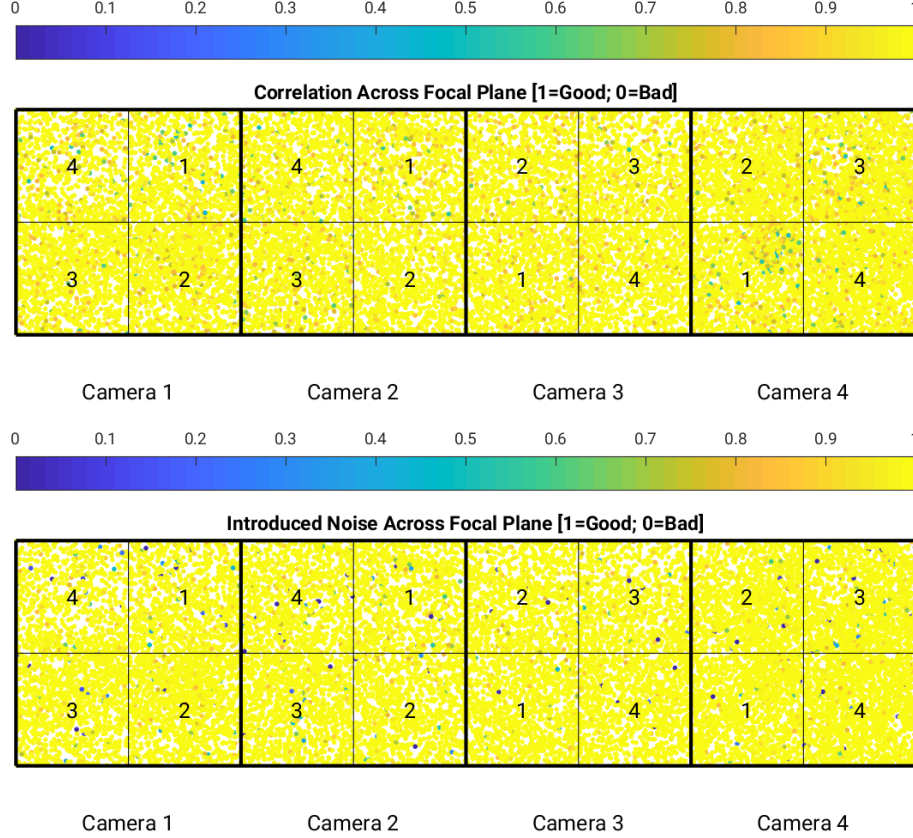 0 0.1 0.2 0.3 0.4 0.5 0.6 0.7 0.8 0.9 1
Correlation Across Focal Plane [1=Good; 0=Bad]
4 1 4 1 2 3 2 3
3 2 3 2 1 4 1 4
Camera 1 Camera 2 Camera 3 Camera 4
0 0.1 0.2 0.3 0.4 0.5 0.6 0.7 0.8 0.9 1
Introduced Noise Across Focal Plane [1=Good; 0=Bad]
4 1 4 1 2 3 2 3
3 2 3 2 1 4 1 4
Camera 1 Camera 2 Camera 3 Camera 4